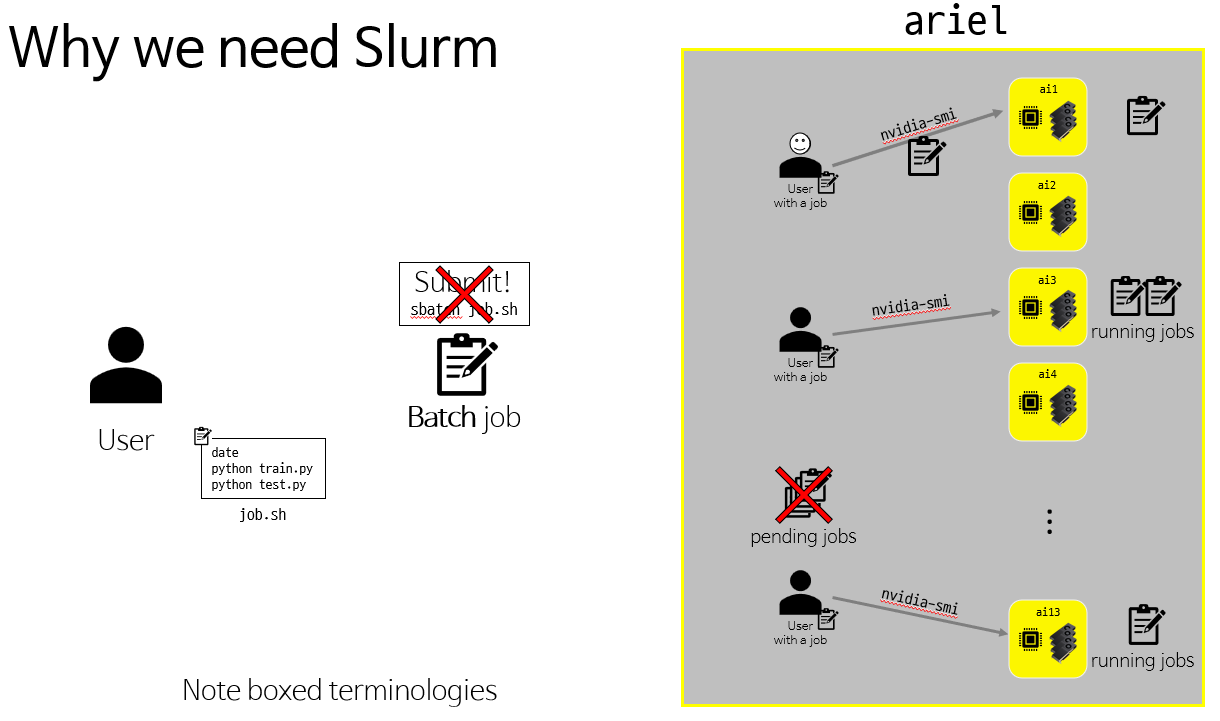 Why we need Slurm
ariel
ai1
nvidia-smi
User
with a job
ai2
Submit!
sbatch job.sh
ai3
nvidia-smi
running jobs
User
with a job
ai4
Batch job
User
date
python train.py
python test.py
job.sh
pending jobs
nvidia-smi
User
with a job
ai13
running jobs
Note boxed terminologies